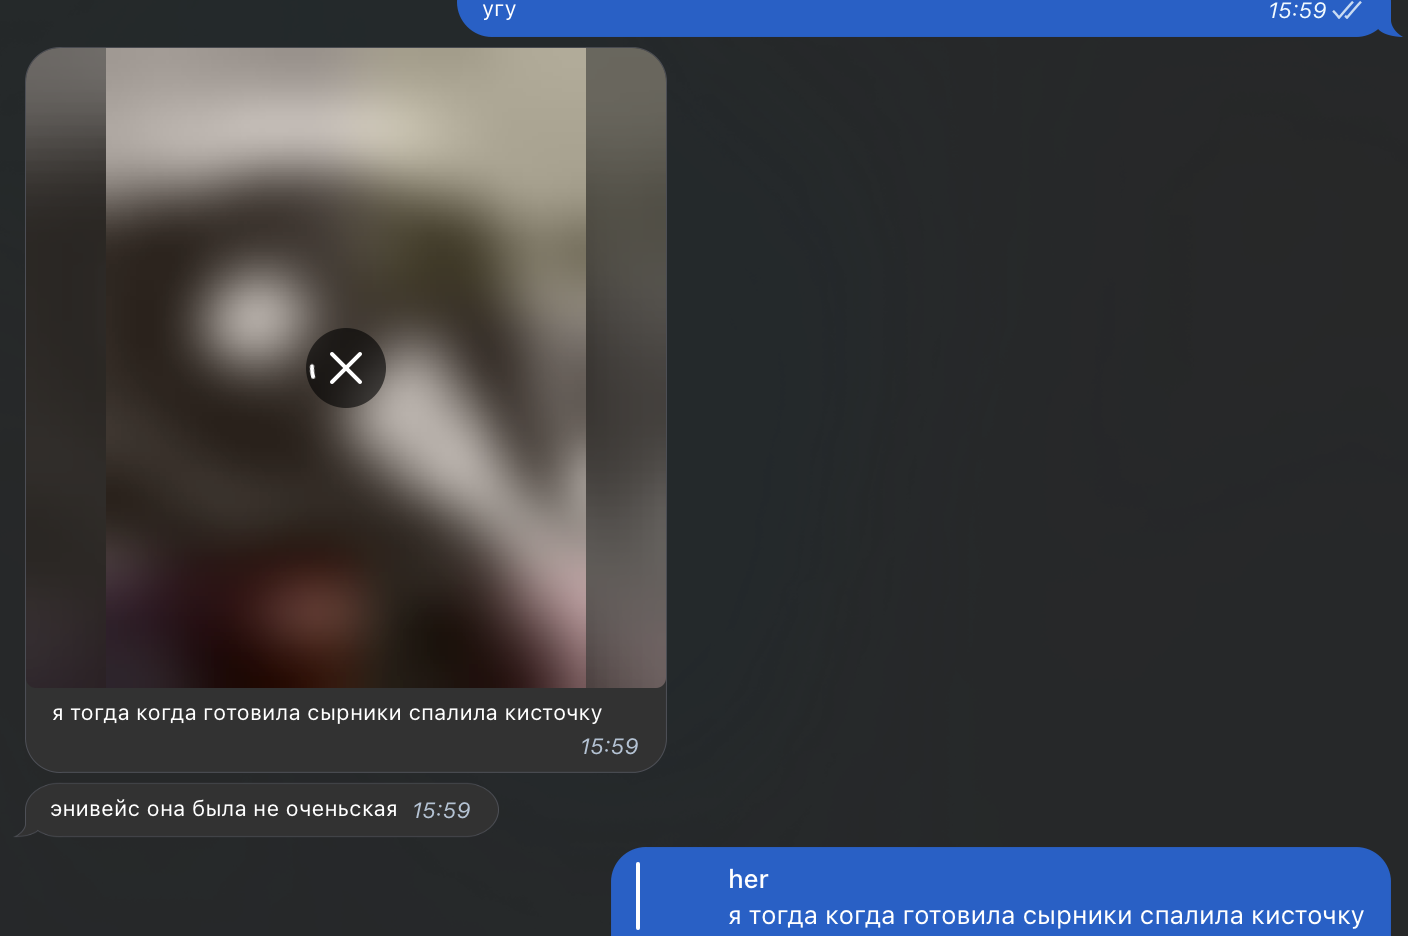 угу
15:59
я тогда когда готовила сырники спалила кисточку
15:59
энивейс она была не оченьская 15:59
her
я тогда когда готовила сырники спалила кисточку